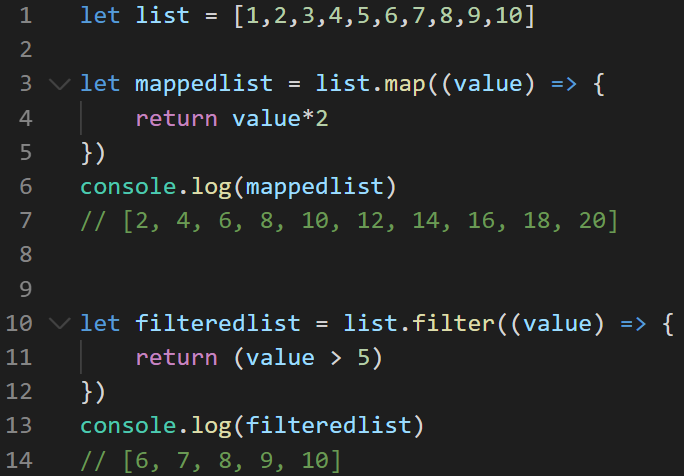 1 let list = [1,2,3,4,5,6,7,8,9,10]
2
3 let mappedlist = list.map((value) => {
4     return value*2
5 })
6 console.log(mappedlist)
7 // [2, 4, 6, 8, 10, 12, 14, 16, 18, 20]
8
9
10 let filteredlist = list.filter((value) => {
11     return (value > 5)
12 })
13 console.log(filteredlist)
14 // [6, 7, 8, 9, 10]